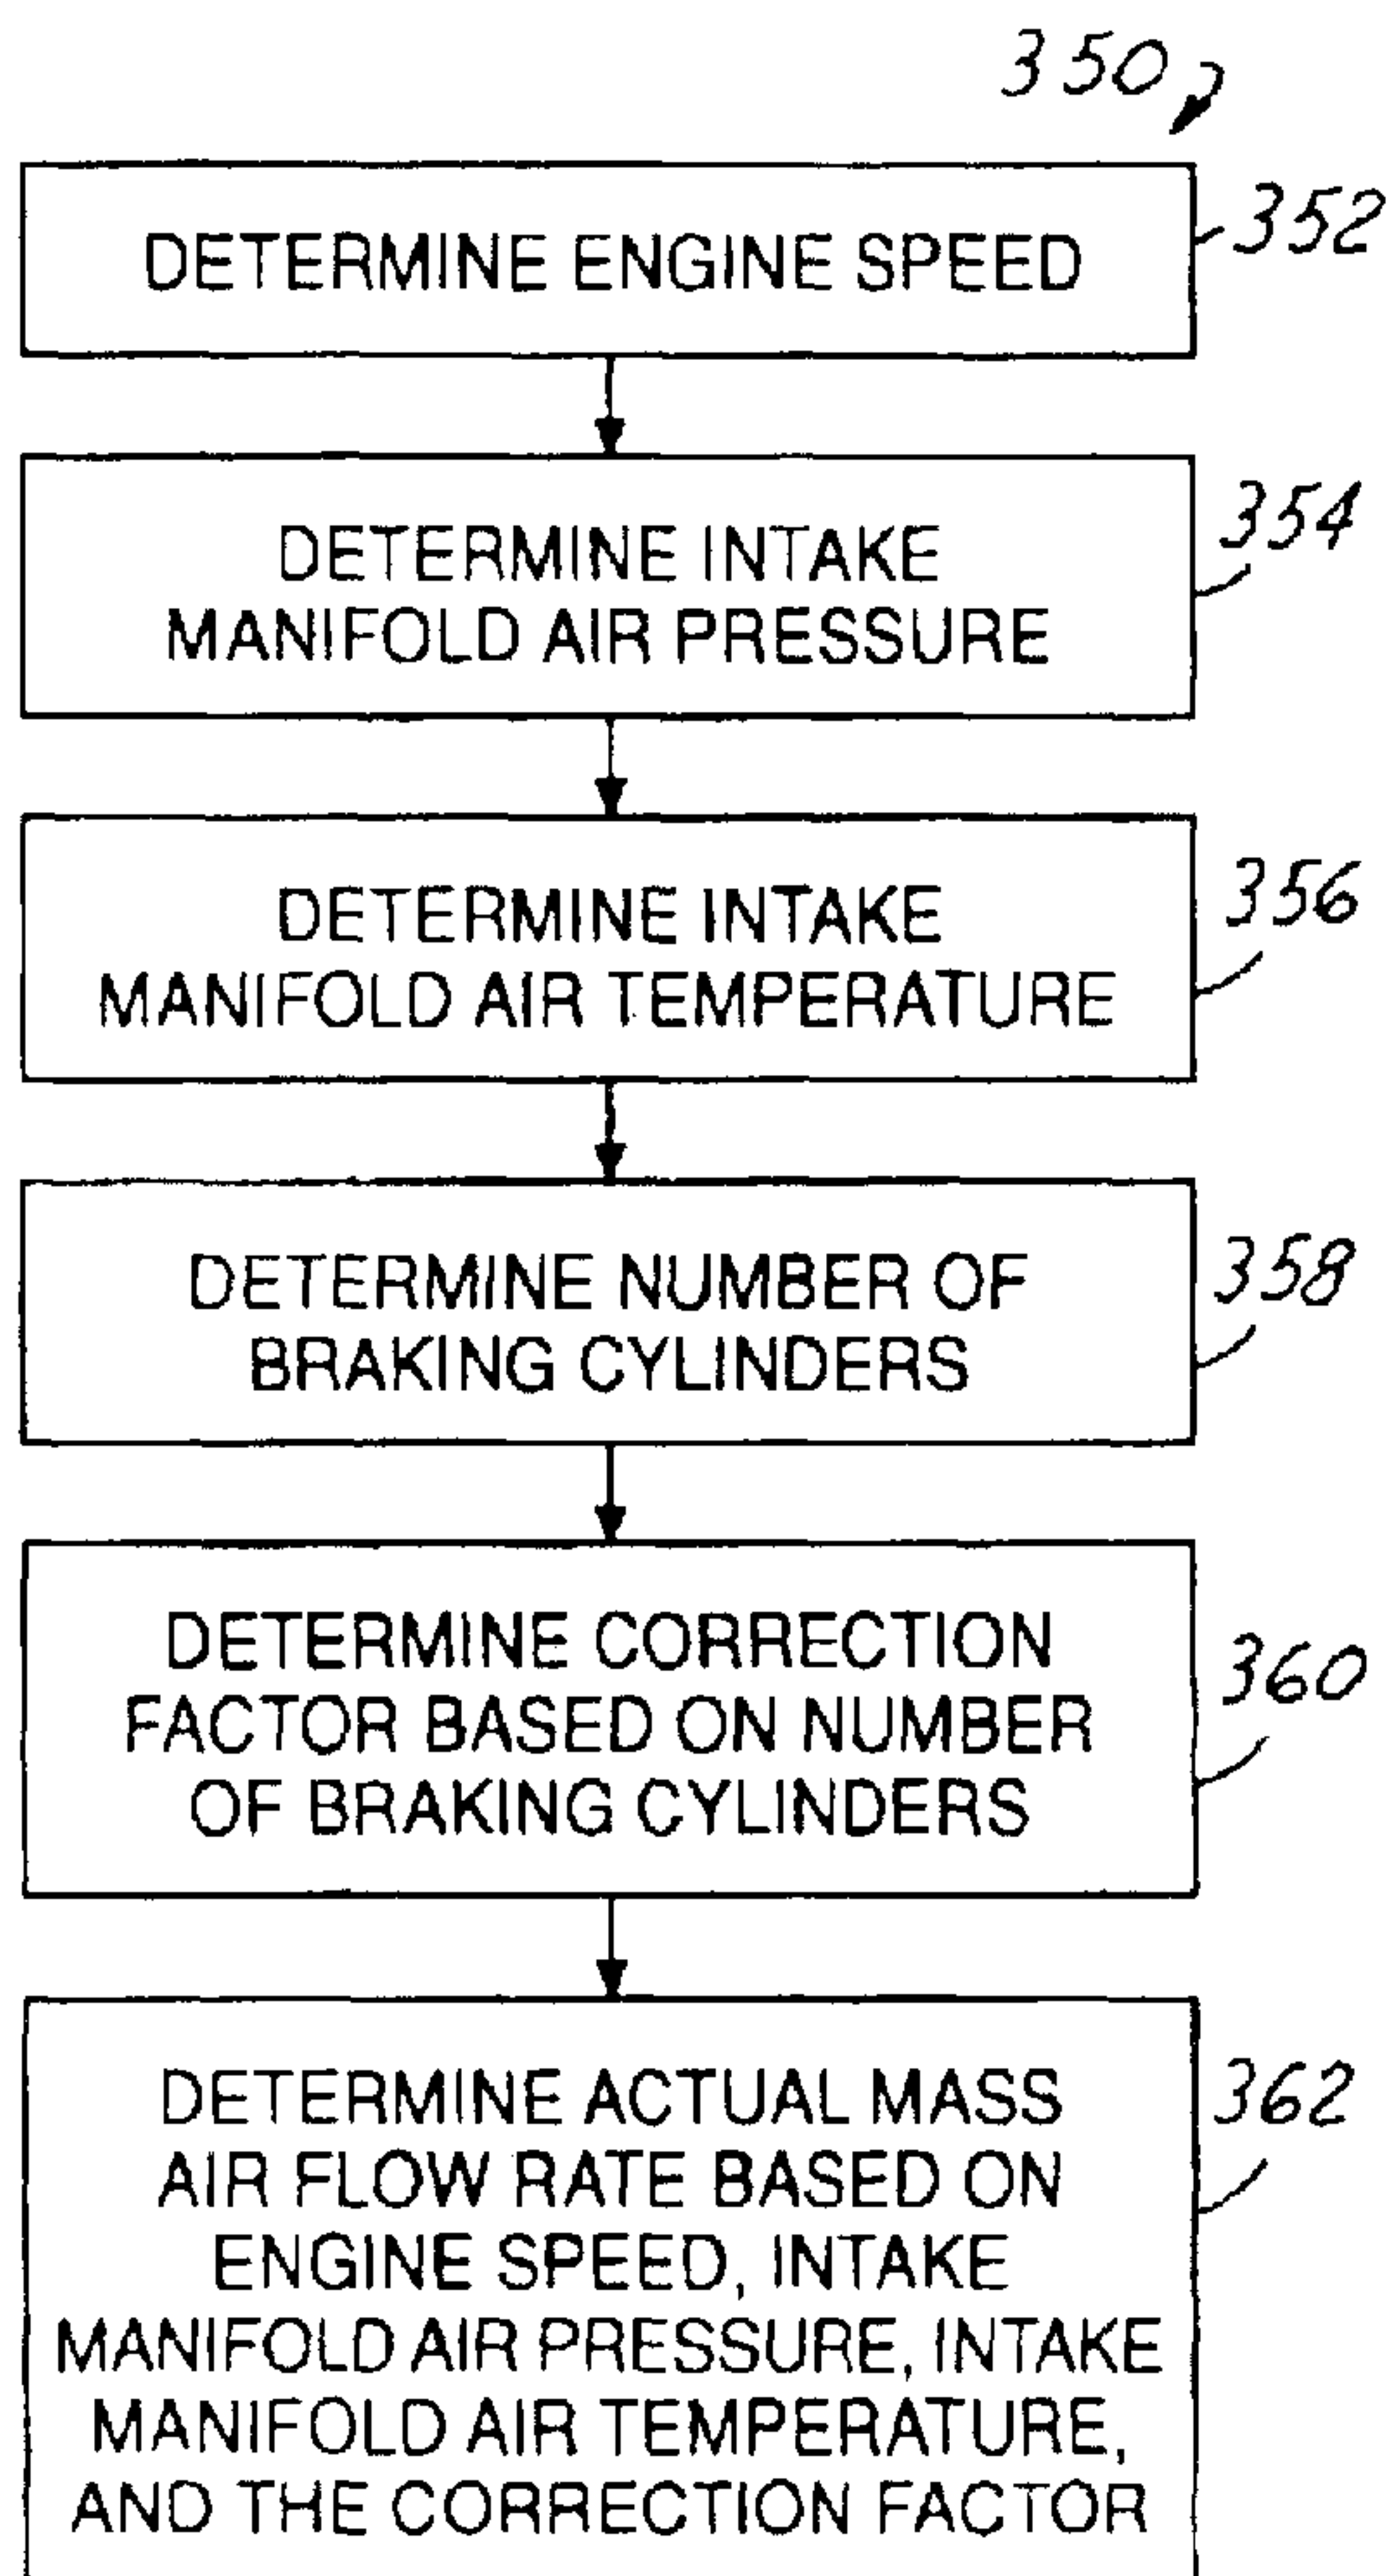 350
DETERMINE ENGINE SPEED
352
DETERMINE INTAKE
MANIFOLD AIR PRESSURE
354
DETERMINE INTAKE
MANIFOLD AIR TEMPERATURE
356
DETERMINE NUMBER OF
BRAKING CYLINDERS
358
DETERMINE CORRECTION
FACTOR BASED ON NUMBER
OF BRAKING CYLINDERS
360
DETERMINE ACTUAL MASS
AIR FLOW RATE BASED ON
ENGINE SPEED, INTAKE
MANIFOLD AIR PRESSURE, INTAKE
MANIFOLD AIR TEMPERATURE,
AND THE CORRECTION FACTOR
362